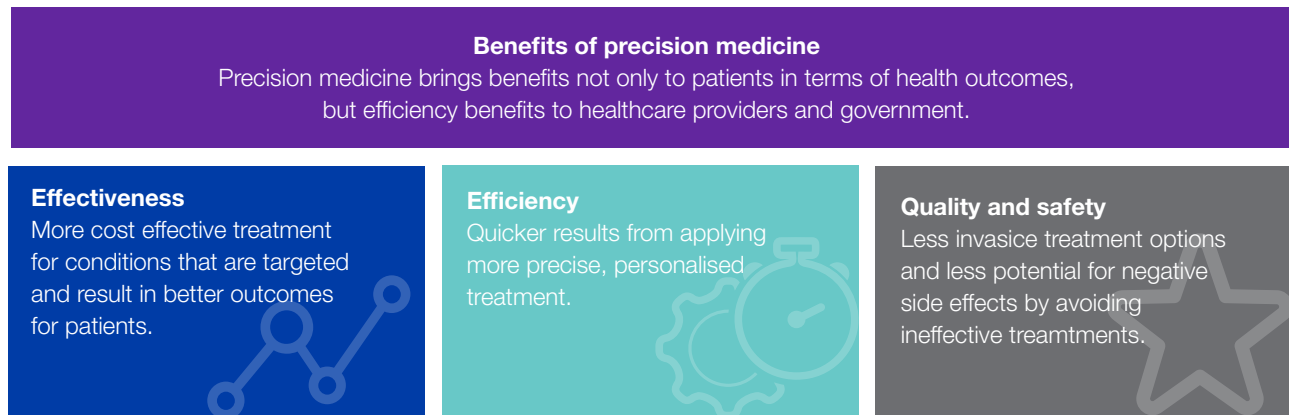 Benefits of precision medicine
Precision medicine brings benefits not only to patients in terms of health outcomes,
but efficiency benefits to healthcare providers and government.
Effectiveness
More cost effective treatment
for conditions that are targeted
and result in better outcomes
for patients.
Efficiency
Quicker results from applying
more precise, personalised
treatment.
Quality and safety
Less invasice treatment options
and less potential for negative
side effects by avoiding
ineffective treamtments.